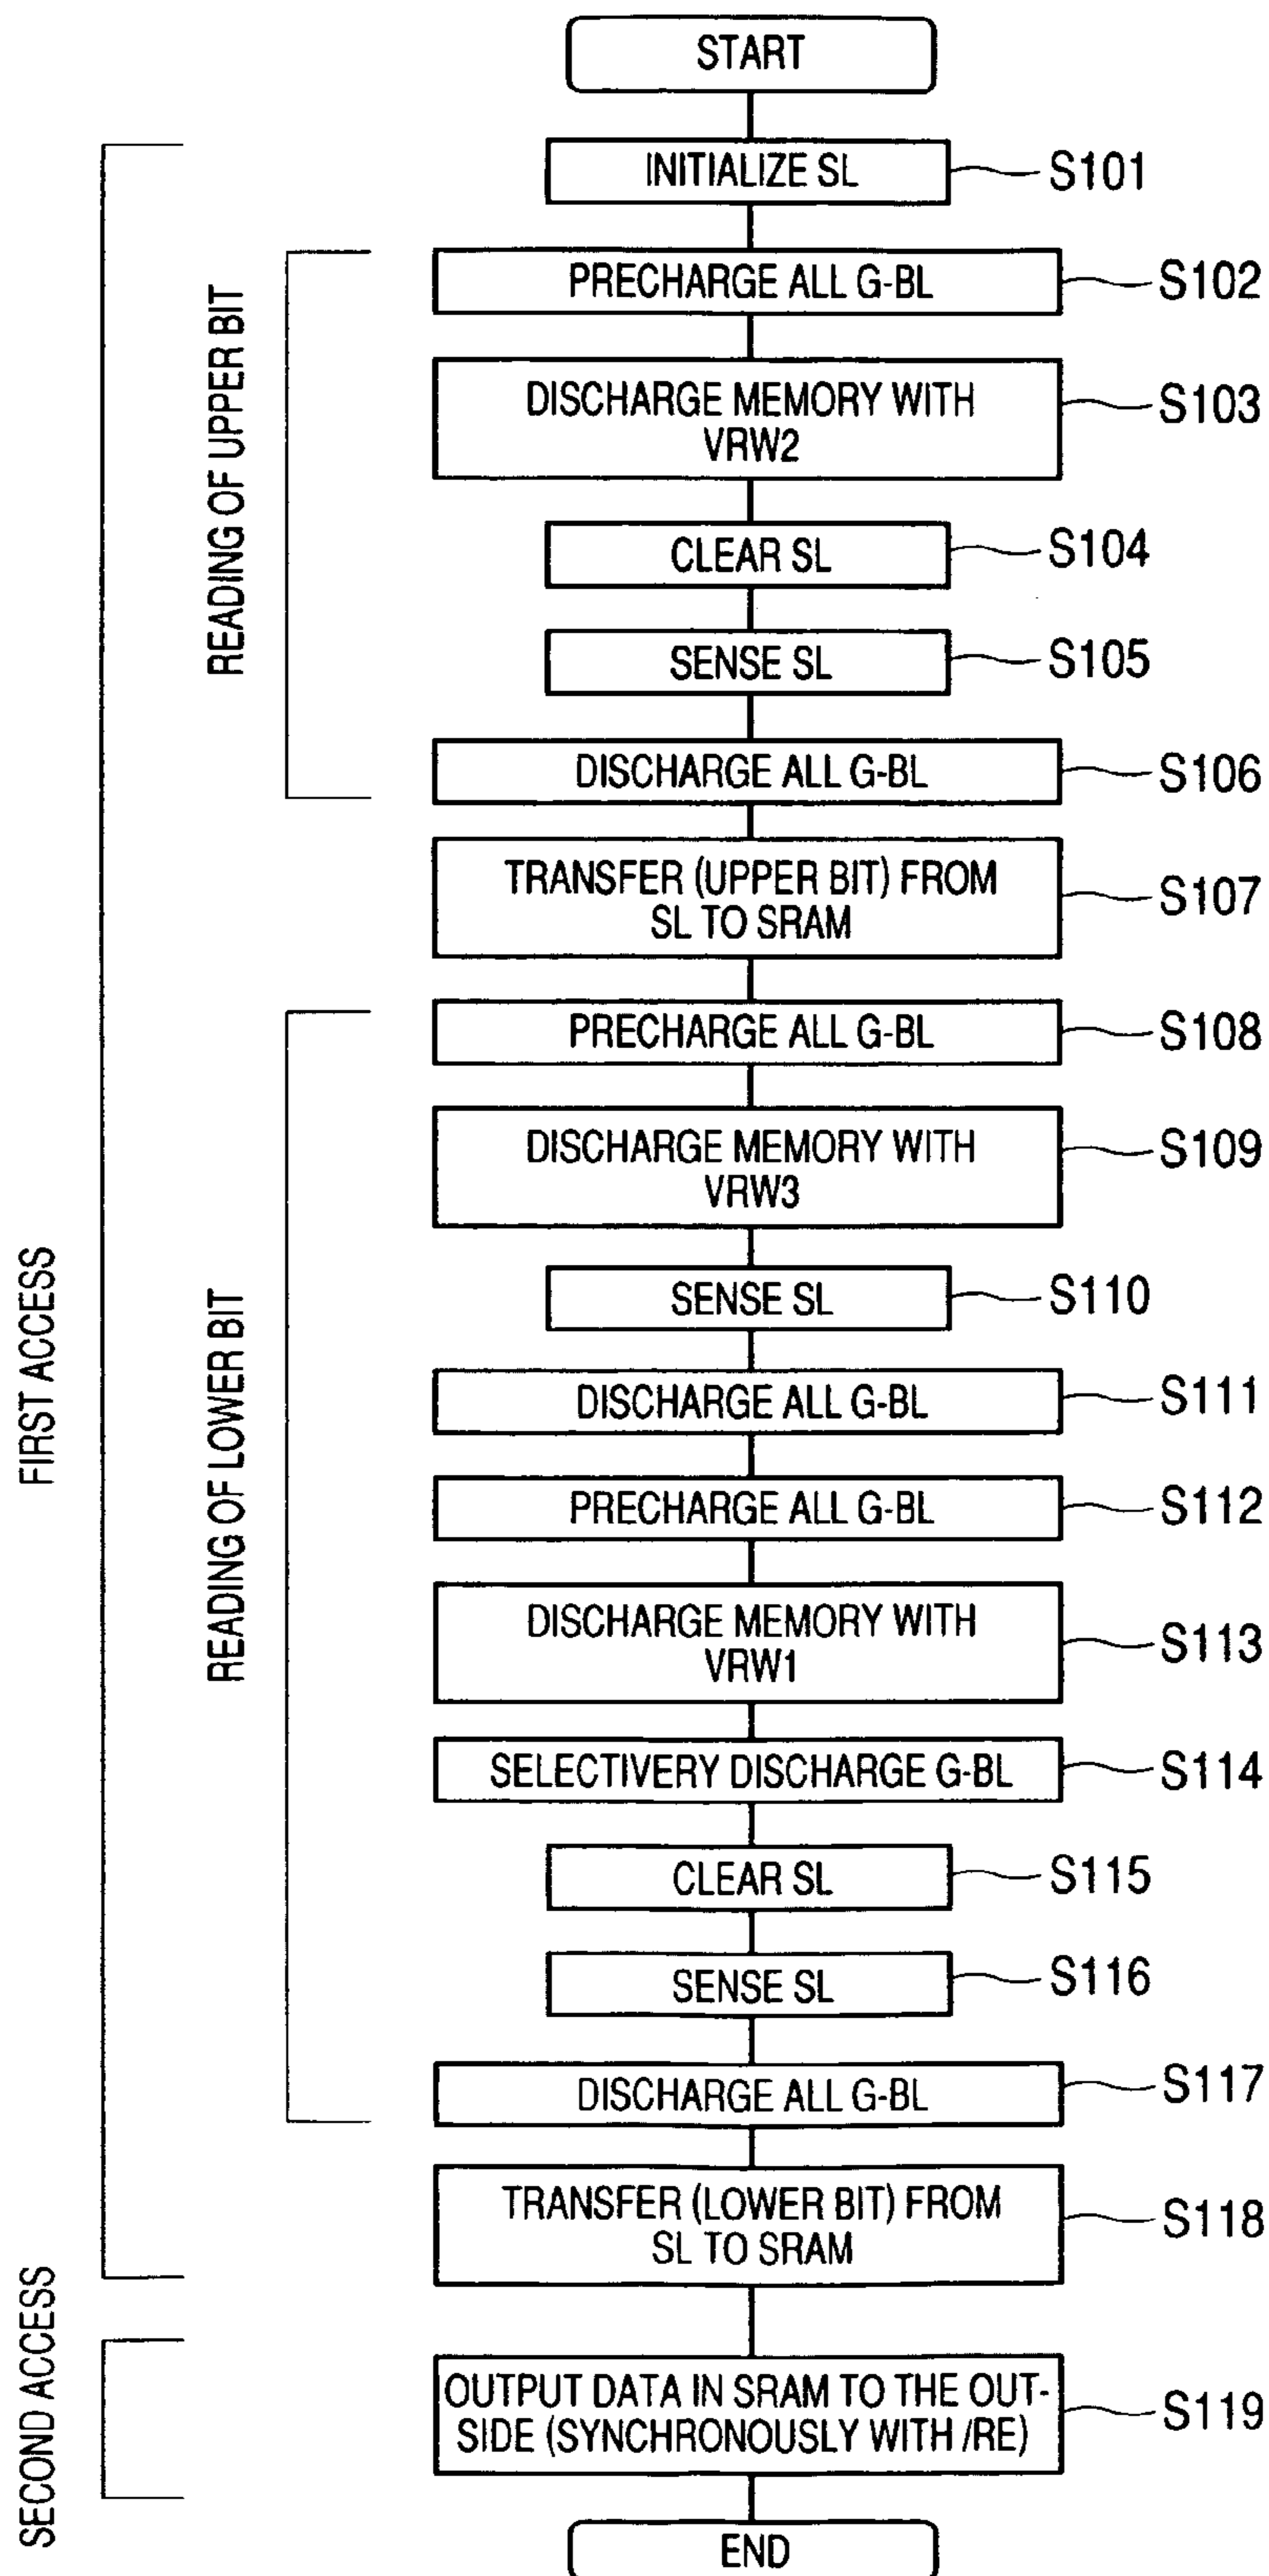 START
INITIALIZE SL
S101
PRECHARGE ALL G-BL
S102
DISCHARGE MEMORY WITH
VRW2
S103
CLEAR SL
S104
SENSE SL
S105
DISCHARGE ALL G-BL
S106
READING OF UPPER BIT
TRANSFER (UPPER BIT) FROM
SL TO SRAM
S107
PRECHARGE ALL G-BL
S108
DISCHARGE MEMORY WITH
VRW3
S109
SENSE SL
S110
DISCHARGE ALL G-BL
S111
PRECHARGE ALL G-BL
S112
DISCHARGE MEMORY WITH
VRW1
S113
SELECTIVERY DISCHARGE G-BL
S114
CLEAR SL
S115
SENSE SL
S116
DISCHARGE ALL G-BL
S117
READING OF LOWER BIT
TRANSFER (LOWER BIT) FROM
SL TO SRAM
S118
FIRST ACCESS
OUTPUT DATA IN SRAM TO THE OUT-
SIDE (SYNCHRONOUSLY WITH /RE)
S119
SECOND ACCESS
END